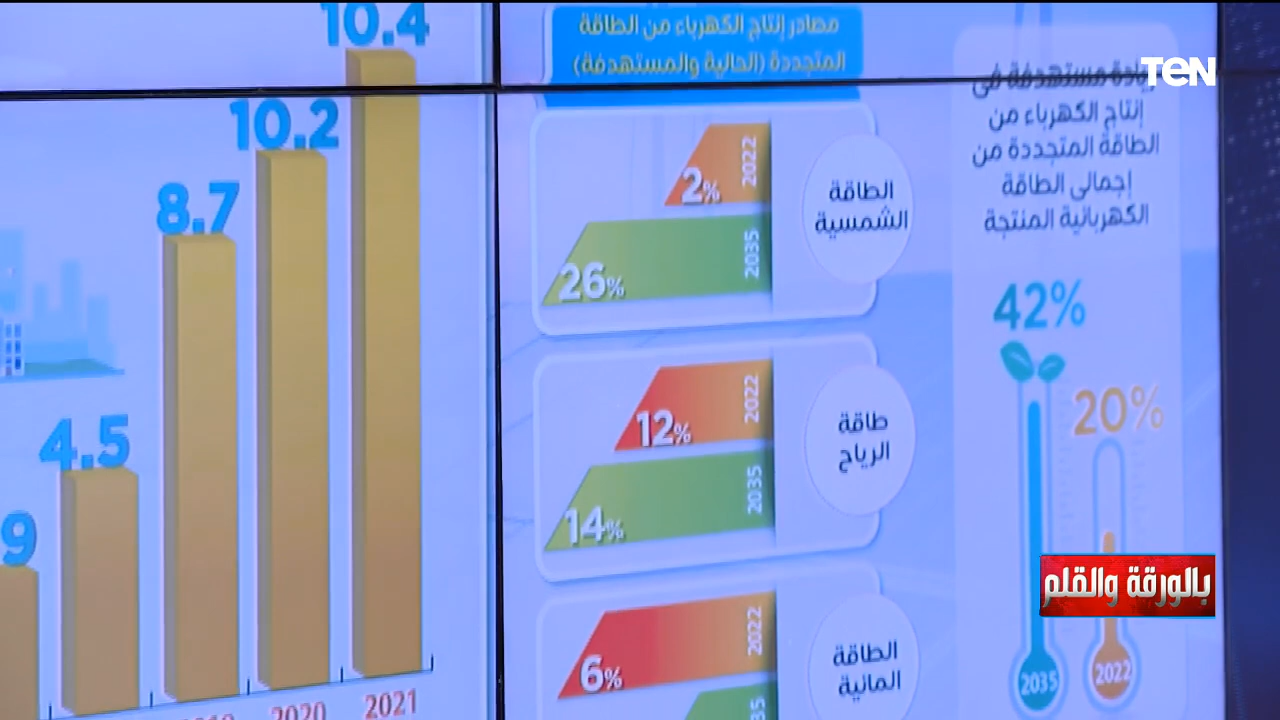 TEN
زيادة مستهدفة في
إنتاج الكهرباء من
الطاقة المتجددة من
إجمالى الطاقة
الكهربائية المنتجة
42%
20%
2035
2022
مصادر إنتاج الكهرباء من الطاقة
المتجددة (الحالية والمستهدفة)
الطاقة
الشمسية
2022
2%
2035
26%
طاقة
الرياح
2022
12%
2035
14%
الطاقة
المائية
2022
6%
10.4
10.2
8.7
4.5
9
2020
2021
بالورقة والقلم